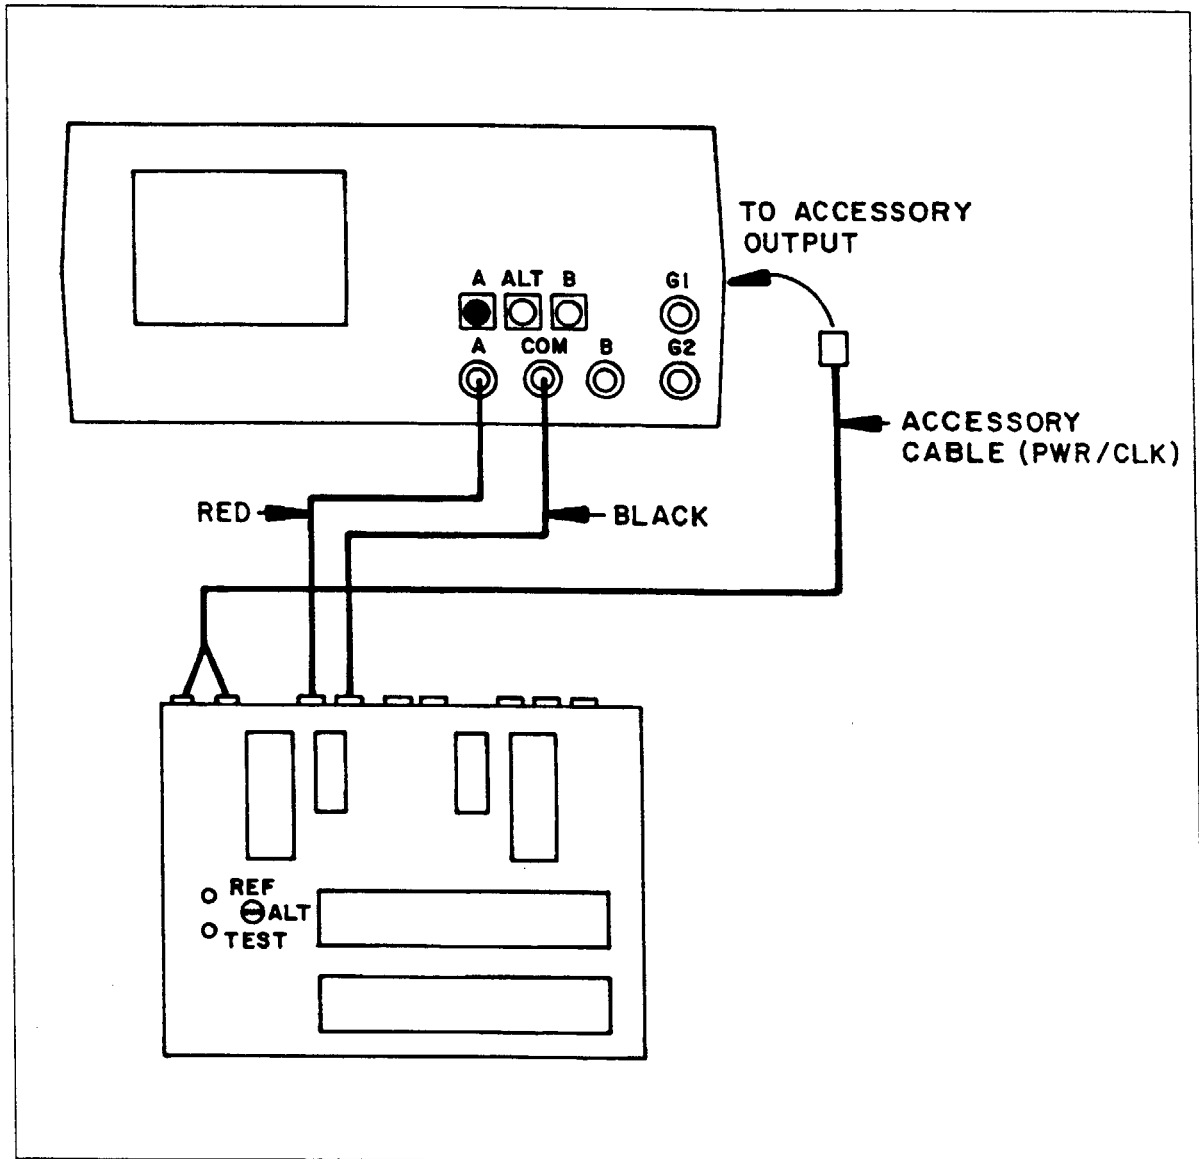 TO ACCESSORY
OUTPUT
A ALT B
G1
A COM B
G2
ACCESSORY
CABLE (PWR/CLK)
RED
BLACK
REF
ALT
TEST